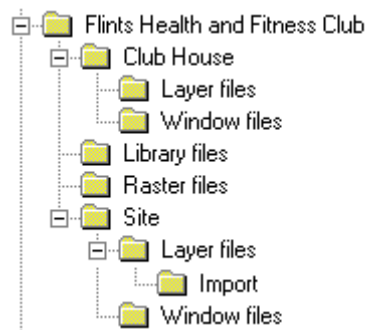 Flints Health and Fitness Club
Club House
Layer files
Window files
Library files
Raster files
Site
Layer files
Import
Window files